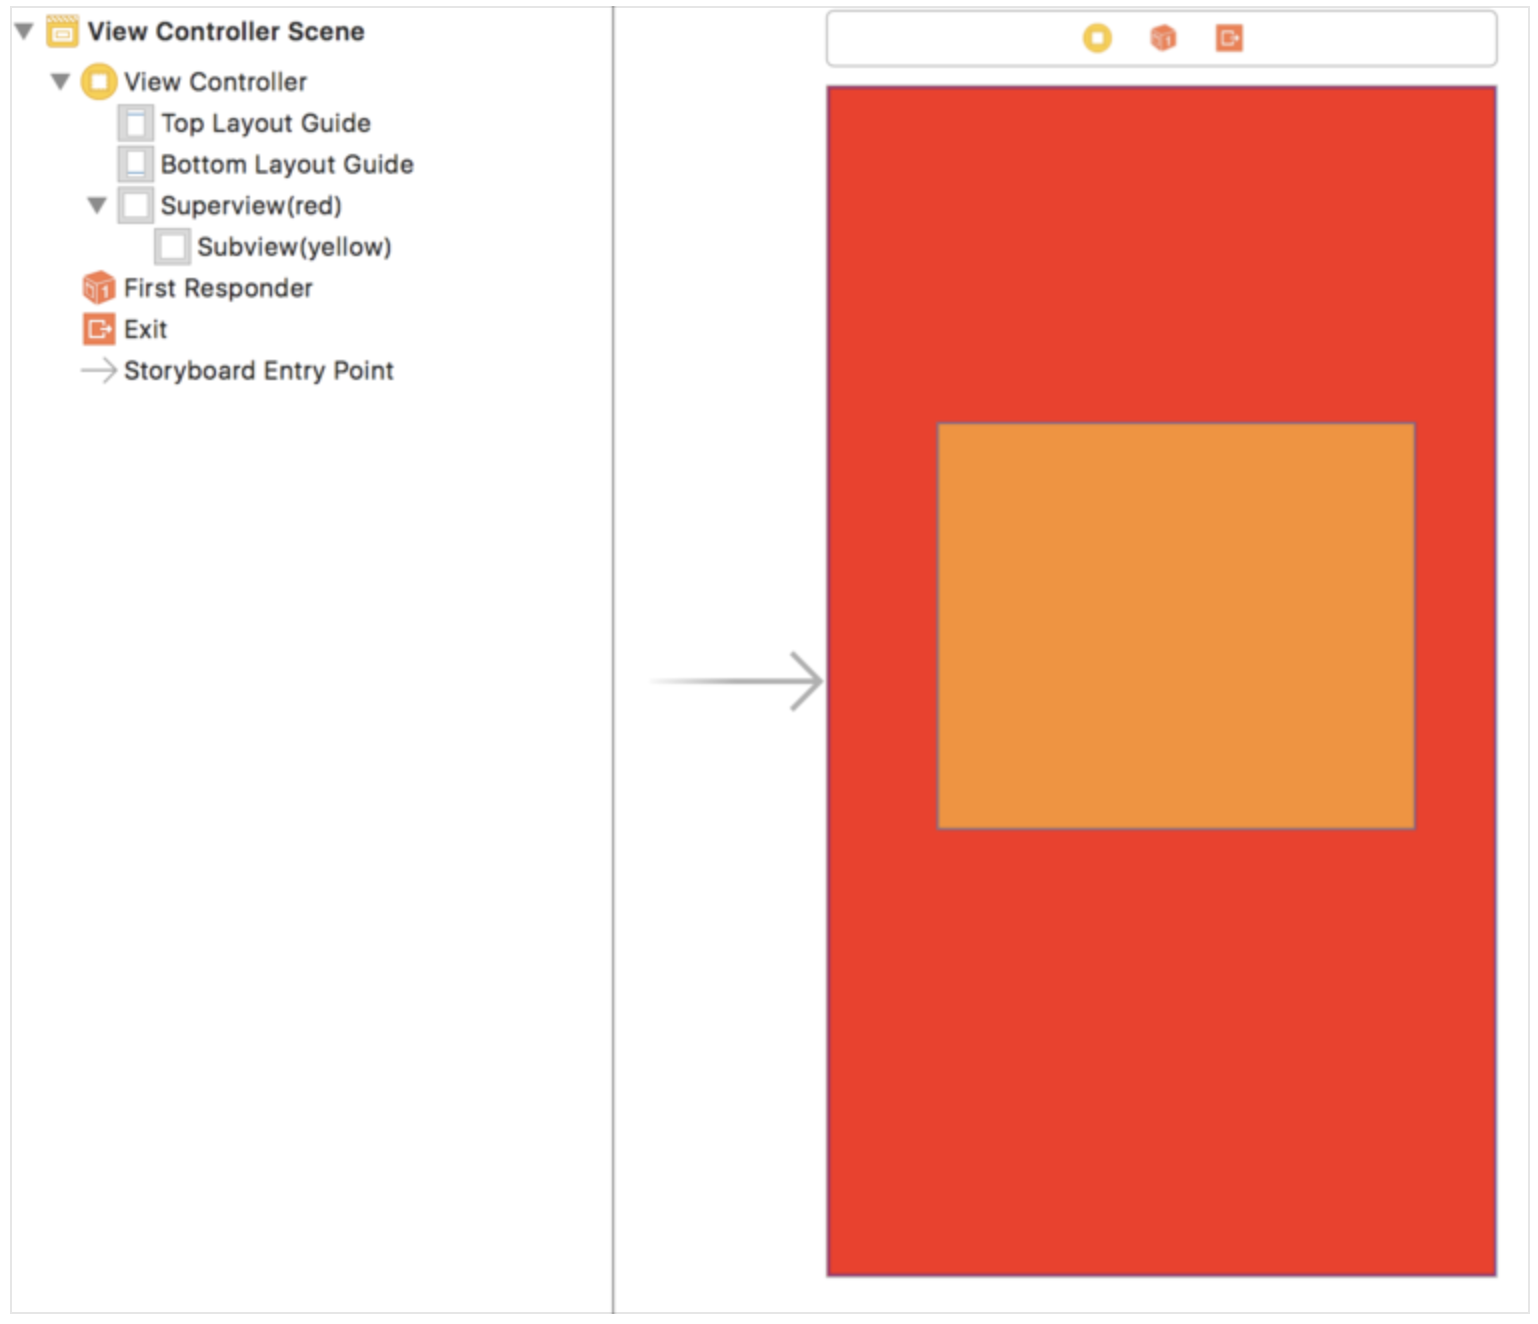 View Controller Scene
View Controller
Top Layout Guide
Bottom Layout Guide
Superview(red)
Subview(yellow)
First Responder
Exit
Storyboard Entry Point